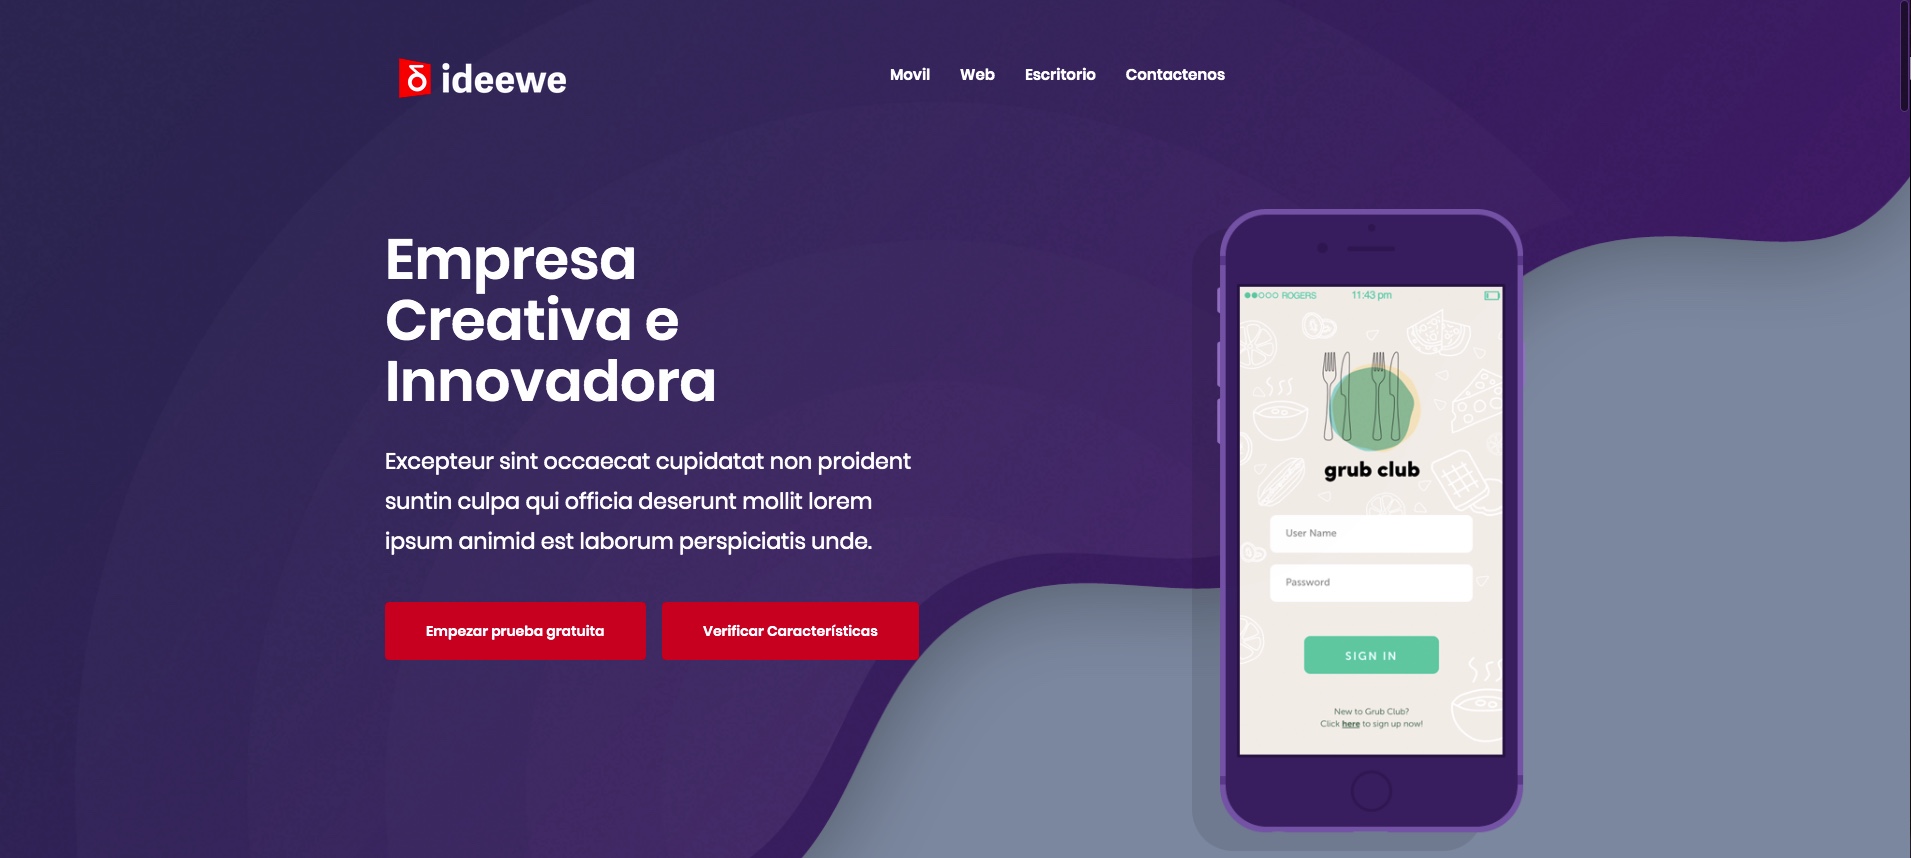 δ ideewe
Movil Web Escritorio Contactenos
Empresa
Creativa e
Innovadora
Excepteur sint occaecat cupidatat non proident
suntin culpa qui officia deserunt mollit lorem
ipsum animid est laborum perspiciatis unde.
Empezar prueba gratuita
Verificar Características
ROGERS 11:43 pm
grub club
User Name
Password
SIGN IN
New to Grub Club?
Click here to sign up now!